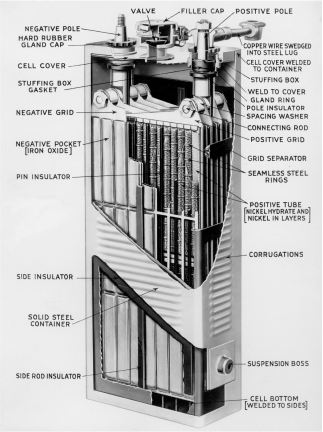 NEGATIVE POLE
HARD RUBBER
GLAND CAP
VALVE
FILLER CAP
POSITIVE POLE
COPPER WIRE SWEDGED
INTO STEEL LUG
CELL COVER
CELL COVER WELDED
TO CONTAINER
STUFFING BOX
STUFFING BOX
GASKET
WELD TO COVER
GLAND RING
POLE INSULATOR
SPACING WASHER
NEGATIVE GRID
CONNECTING ROD
POSITIVE GRID
NEGATIVE POCKET
[IRON OXIDE]
GRID SEPARATOR
PIN INSULATOR
SEAMLESS STEEL
RINGS
POSITIVE TUBE
[NICKEL HYDRATE AND
NICKEL IN LAYERS]
CORRUGATIONS
SIDE INSULATOR
SOLID STEEL
CONTAINER
SUSPENSION BOSS
SIDE ROD INSULATOR
CELL BOTTOM
[WELDED TO SIDES]